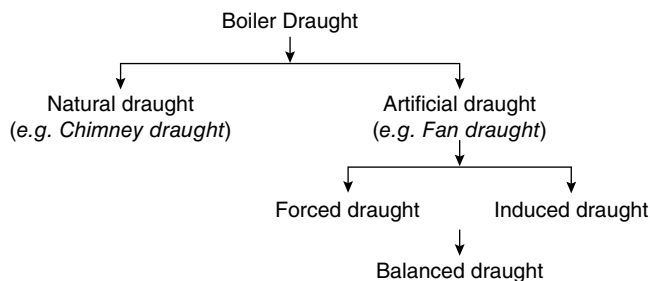 Boiler Draught
Natural draught
(e.g. Chimney draught)
Artificial draught
(e.g. Fan draught)
Forced draught
Induced draught
Balanced draught